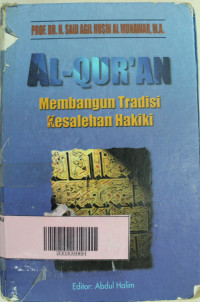 PROF. DR. H. SAID AGIL HUSIN AL MUNAWAR, M.A.
AL-QUR'AN
Membangun Tradisi
Kesalehan Hakiki
Editor: Abdul Halim